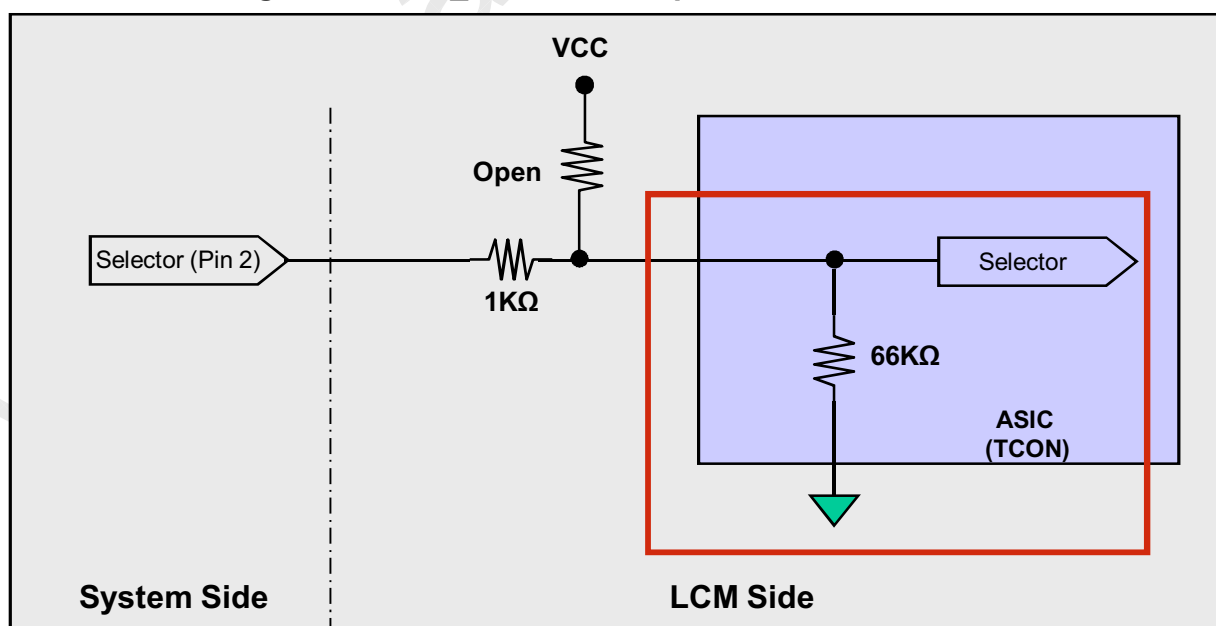 VCC
Open
Selector (Pin 2)
Selector
1KΩ
66KΩ
ASIC
(TCON)
System Side
LCM Side